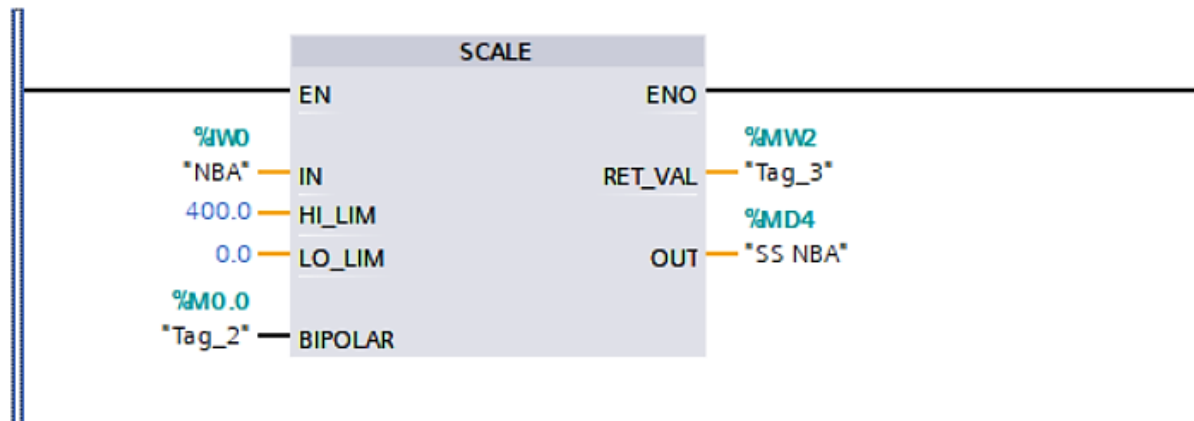 SCALE
EN ENO
%IW0 %MW2
"NBA" IN RET_VAL "Tag_3"
400.0 HI_LIM %MD4
0.0 LO_LIM OUT "SS NBA"
%M0.0
"Tag_2" BIPOLAR